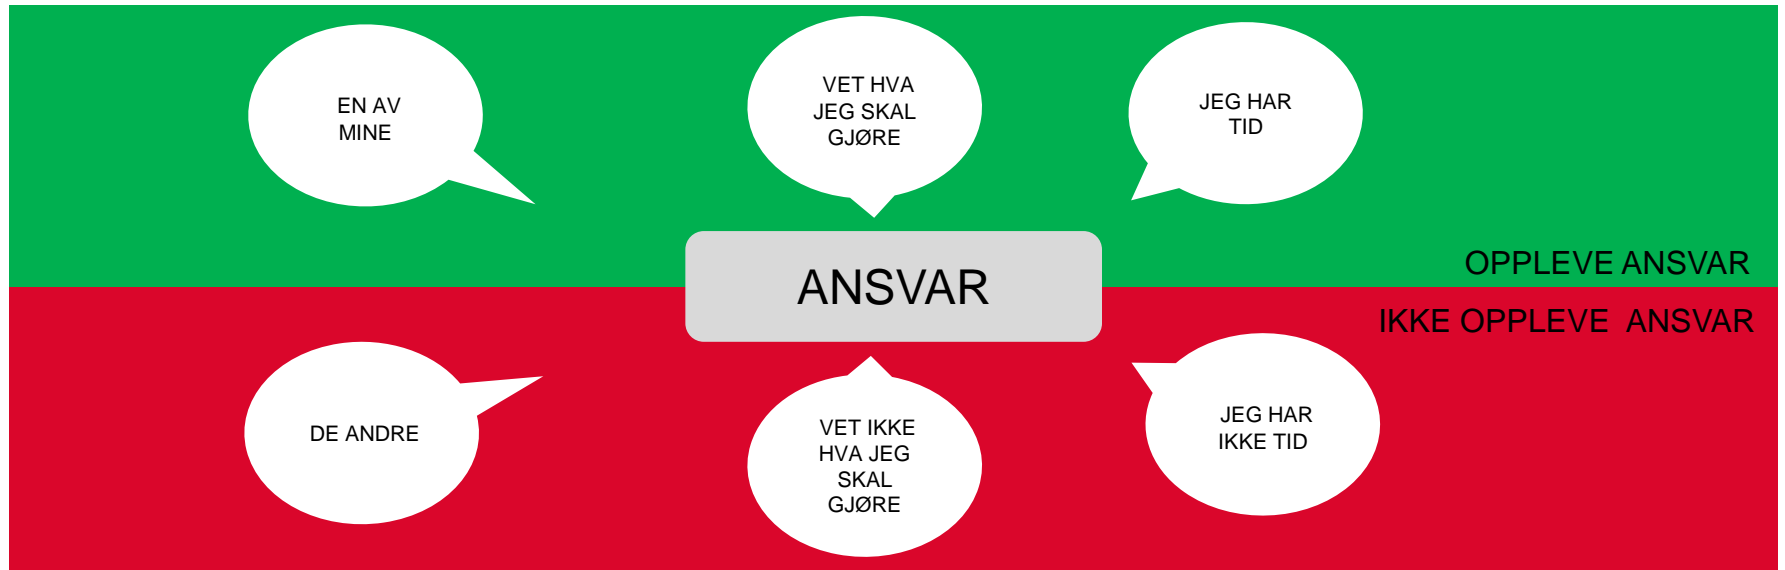 EN AV
MINE
VET HVA
JEG SKAL
GJØRE
JEG HAR
TID
ANSVAR
OPPLEVE ANSVAR
IKKE OPPLEVE  ANSVAR
DE ANDRE
VET IKKE
HVA JEG
SKAL
GJØRE
JEG HAR
IKKE TID